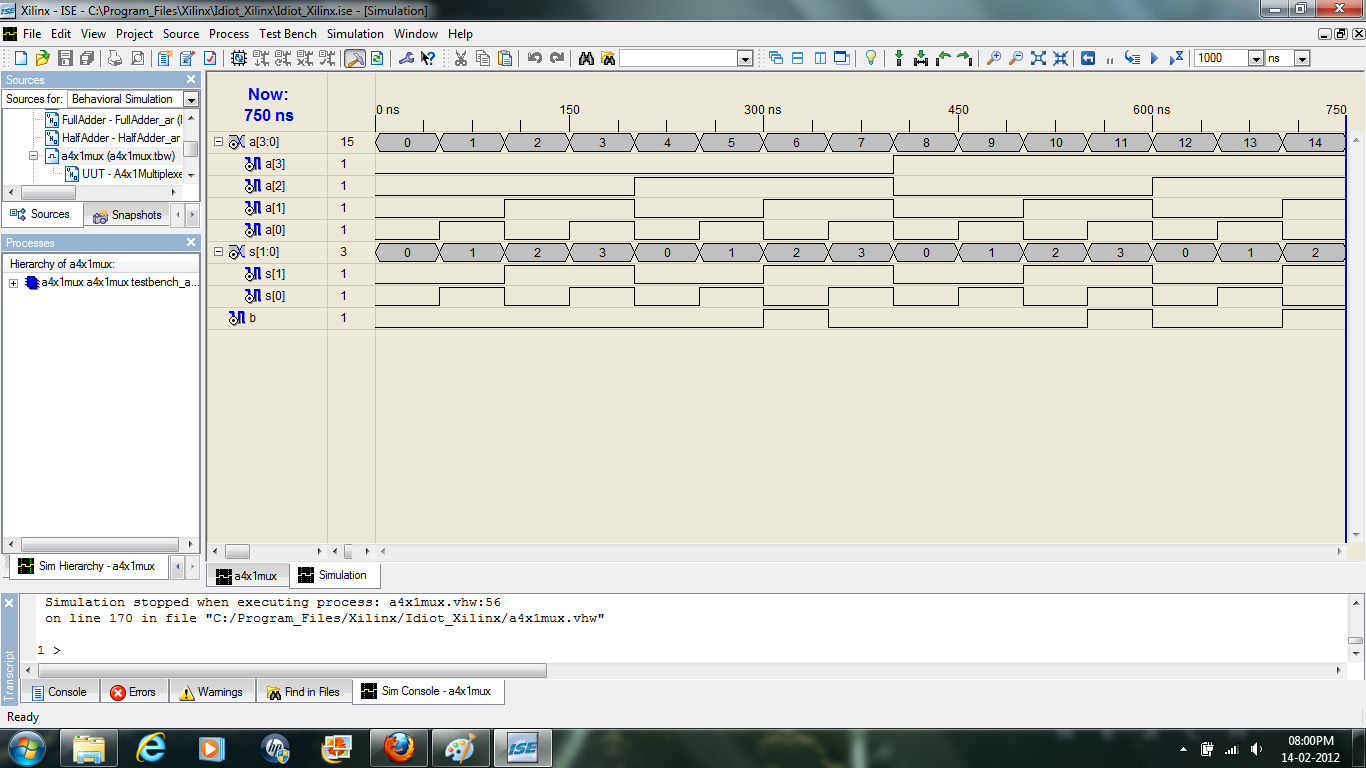 Xilinx - ISE - C:\Program_Files\Xilinx\Idiot_Xilinx\Idiot_Xilinx.ise - [Simulation]
File Edit View Project Source Process Test Bench Simulation Window Help
1000 ns
Sources
Sources for: Behavioral Simulation
FullAdder - FullAdder_ar (
HalfAdder - HalfAdder_ar
a4x1mux (a4x1mux.tbw)
UUT - A4x1Multiplexe
Sources Snapshots
Processes
Hierarchy of a4x1mux:
a4x1mux a4x1mux testbench_a...
Sim Hierarchy - a4x1mux
Now:
750 ns
0 ns 150 300 ns 450 600 ns 750
a[3:0] 15 0 1 2 3 4 5 6 7 8 9 10 11 12 13 14
a[3] 1
a[2] 1
a[1] 1
a[0] 1
s[1:0] 3 0 1 2 3 0 1 2 3 0 1 2 3 0 1 2
s[1] 1
s[0] 1
b 1
a4x1mux Simulation
Transcript
Simulation stopped when executing process: a4x1mux.vhw:56
on line 170 in file "C:/Program_Files/Xilinx/Idiot_Xilinx/a4x1mux.vhw"
1 >
Console Errors Warnings Find in Files Sim Console - a4x1mux
Ready
hp
ISE
08:00PM
14-02-2012